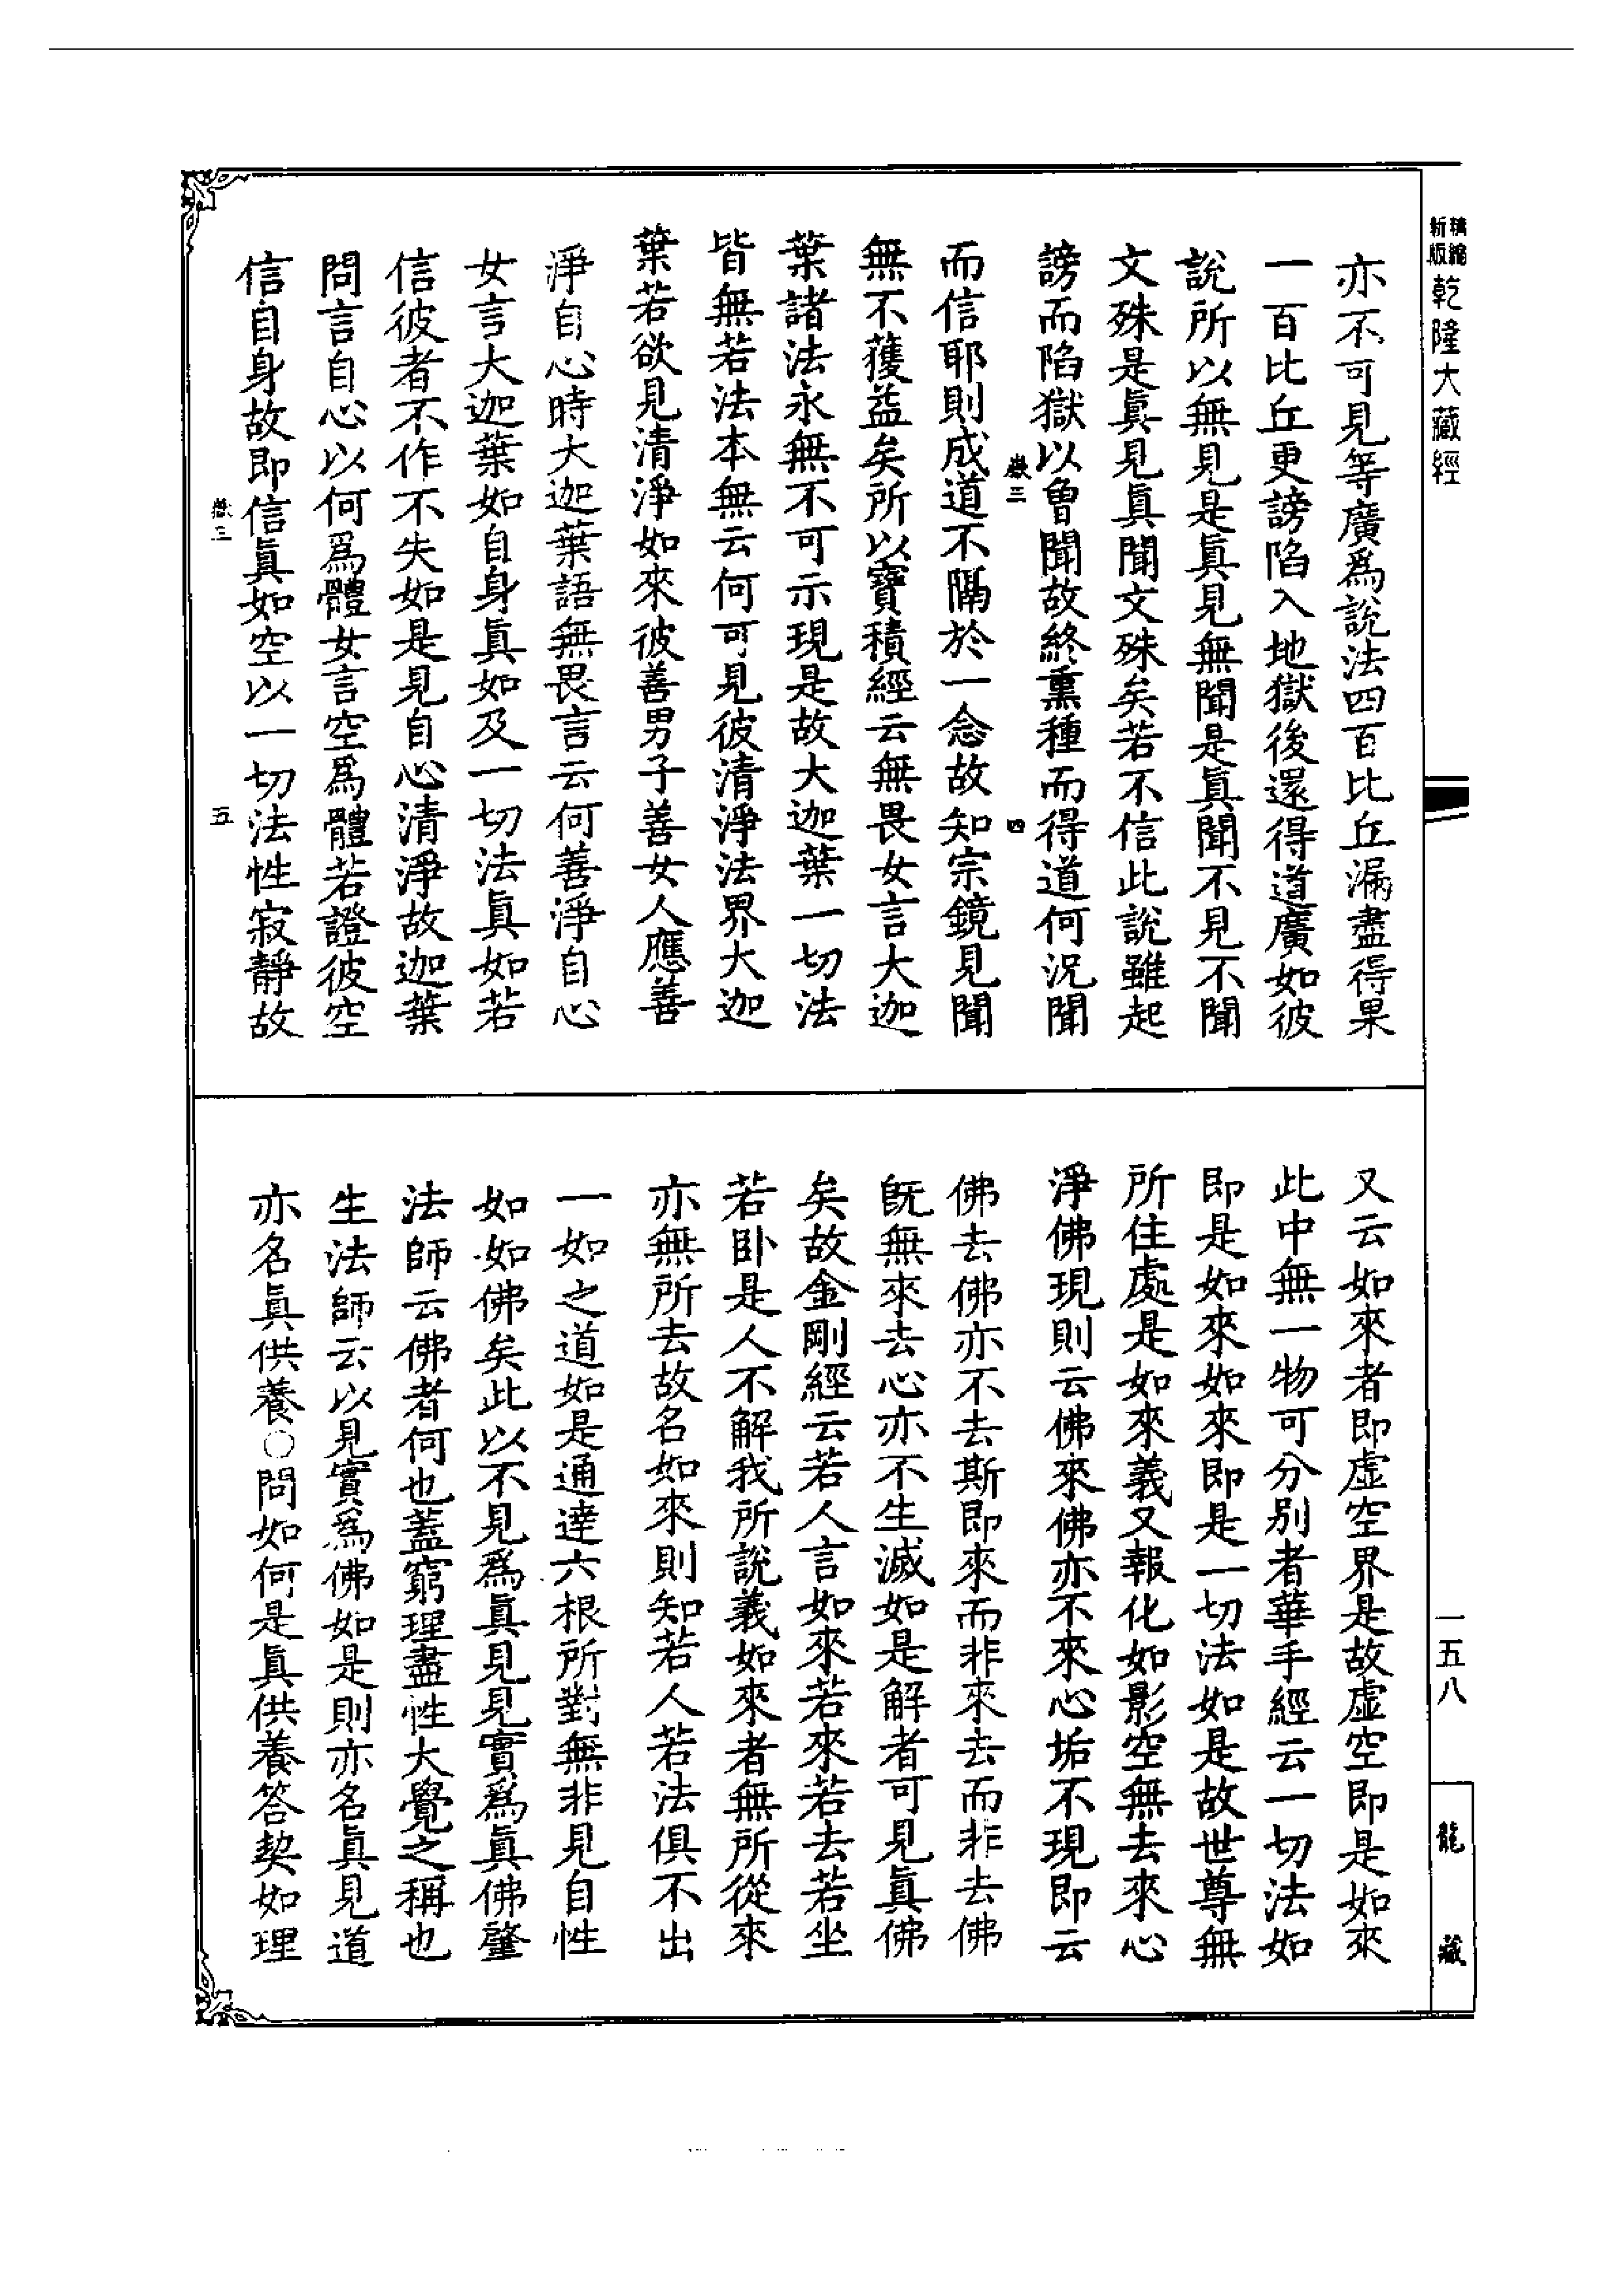 精編
新版
乾隆大藏經
亦不可見等廣爲說法四百比丘漏盡得果
一百比丘更謗陷入地獄後還得道廣如彼
說所以無見是眞見無聞是眞聞不見不聞
文殊是眞見眞聞文殊矣若不信此說雖起
謗而陷獄以曾聞故終熏種而得道何況聞
嶽三 四
而信耶則成道不隔於一念故知宗鏡見聞
無不獲益矣所以寶積經云無畏女言大迦
葉諸法永無不可示現是故大迦葉一切法
皆無若法本無云何可見彼清淨法界大迦
葉若欲見清淨如來彼善男子善女人應善
淨自心時大迦葉語無畏言云何善淨自心
女言大迦葉如自身眞如及一切法眞如若
信彼者不作不失如是見自心清淨故迦葉
問言自心以何爲體女言空爲體若證彼空
信自身故即信眞如空以一切法性寂靜故
嶽三 五
又云如來者即虛空界是故虛空即是如來
此中無一物可分別者華手經云一切法如
即是如來如來即是一切法如是故世尊無
所住處是如來義又報化如影空無去來心
淨佛現則云佛來佛亦不來心垢不現即云
佛去佛亦不去斯即來而非來去而非去佛
旣無來去心亦不生滅如是解者可見眞佛
矣故金剛經云若人言如來若來若去若坐
若臥是人不解我所說義如來者無所從來
亦無所去故名如來則知若人若法俱不出
一如之道如是通達六根所對無非見自性
如如佛矣此以不見爲眞見見實爲眞佛肇
法師云佛者何也蓋窮理盡性大覺之稱也
生法師云以見實爲佛如是則亦名眞見道
亦名眞供養○問如何是眞供養答契如理
一五八
龍藏